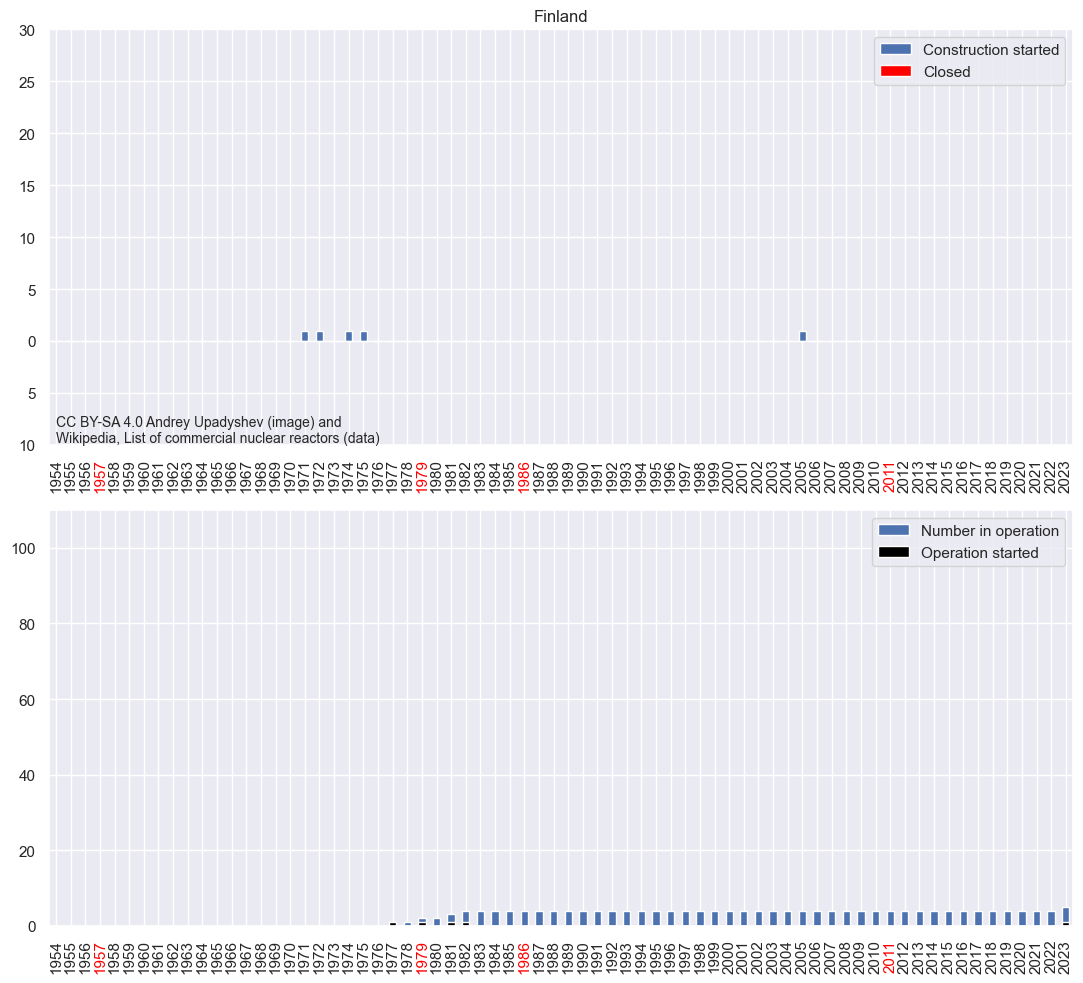 Finland
30
25
20
15
10
5
0
5
10
Construction started
Closed
CC BY-SA 4.0 Andrey Upadyshev (image) and
Wikipedia, List of commercial nuclear reactors (data)
1954 1955 1956 1957 1958 1959 1960 1961 1962 1963 1964 1965 1966 1967 1968 1969 1970 1971 1972 1973 1974 1975 1976 1977 1978 1979 1980 1981 1982 1983 1984 1985 1986 1987 1988 1989 1990 1991 1992 1993 1994 1995 1996 1997 1998 1999 2000 2001 2002 2003 2004 2005 2006 2007 2008 2009 2010 2011 2012 2013 2014 2015 2016 2017 2018 2019 2020 2021 2022 2023
100
80
60
40
20
0
Number in operation
Operation started
1954 1955 1956 1957 1958 1959 1960 1961 1962 1963 1964 1965 1966 1967 1968 1969 1970 1971 1972 1973 1974 1975 1976 1977 1978 1979 1980 1981 1982 1983 1984 1985 1986 1987 1988 1989 1990 1991 1992 1993 1994 1995 1996 1997 1998 1999 2000 2001 2002 2003 2004 2005 2006 2007 2008 2009 2010 2011 2012 2013 2014 2015 2016 2017 2018 2019 2020 2021 2022 2023